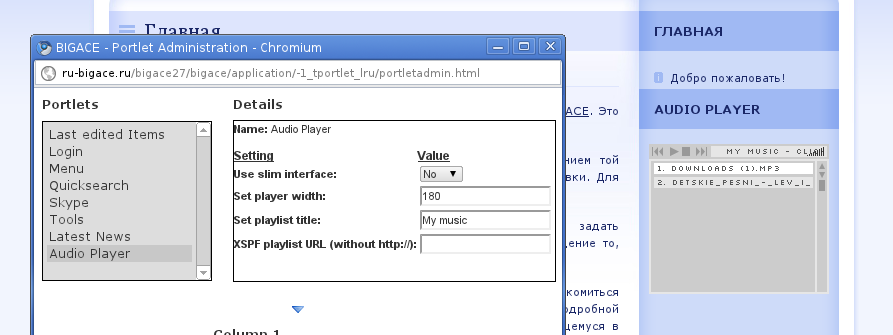 Главная
BIGACE - Portlet Administration - Chromium
ru-bigace.ru/bigace27/bigace/application/-1_tportlet_lru/portletadmin.html
Portlets
Last edited Items
Login
Menu
Quicksearch
Skype
Tools
Latest News
Audio Player
Details
Name: Audio Player
Setting Value
Use slim interface: No
Set player width: 180
Set playlist title: My music
XSPF playlist URL (without http://):
Column 1
ACE. Это
нием той
вки. Для
задать
дение то,
комиться
одробной
щемуся в
ГЛАВНАЯ
Добро пожаловать!
AUDIO PLAYER
MY MUSIC -
1. DOWNLOADS (1).MP3
2. DETSKIE_PESNI_-_LEV_I_